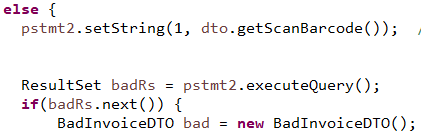 else {
pstmt2.setString(1, dto.getScanBarcode()); /
ResultSet badRs = pstmt2.executeQuery();
if(badRs.next()) {
BadInvoiceDTO bad = new BadInvoiceDTO();